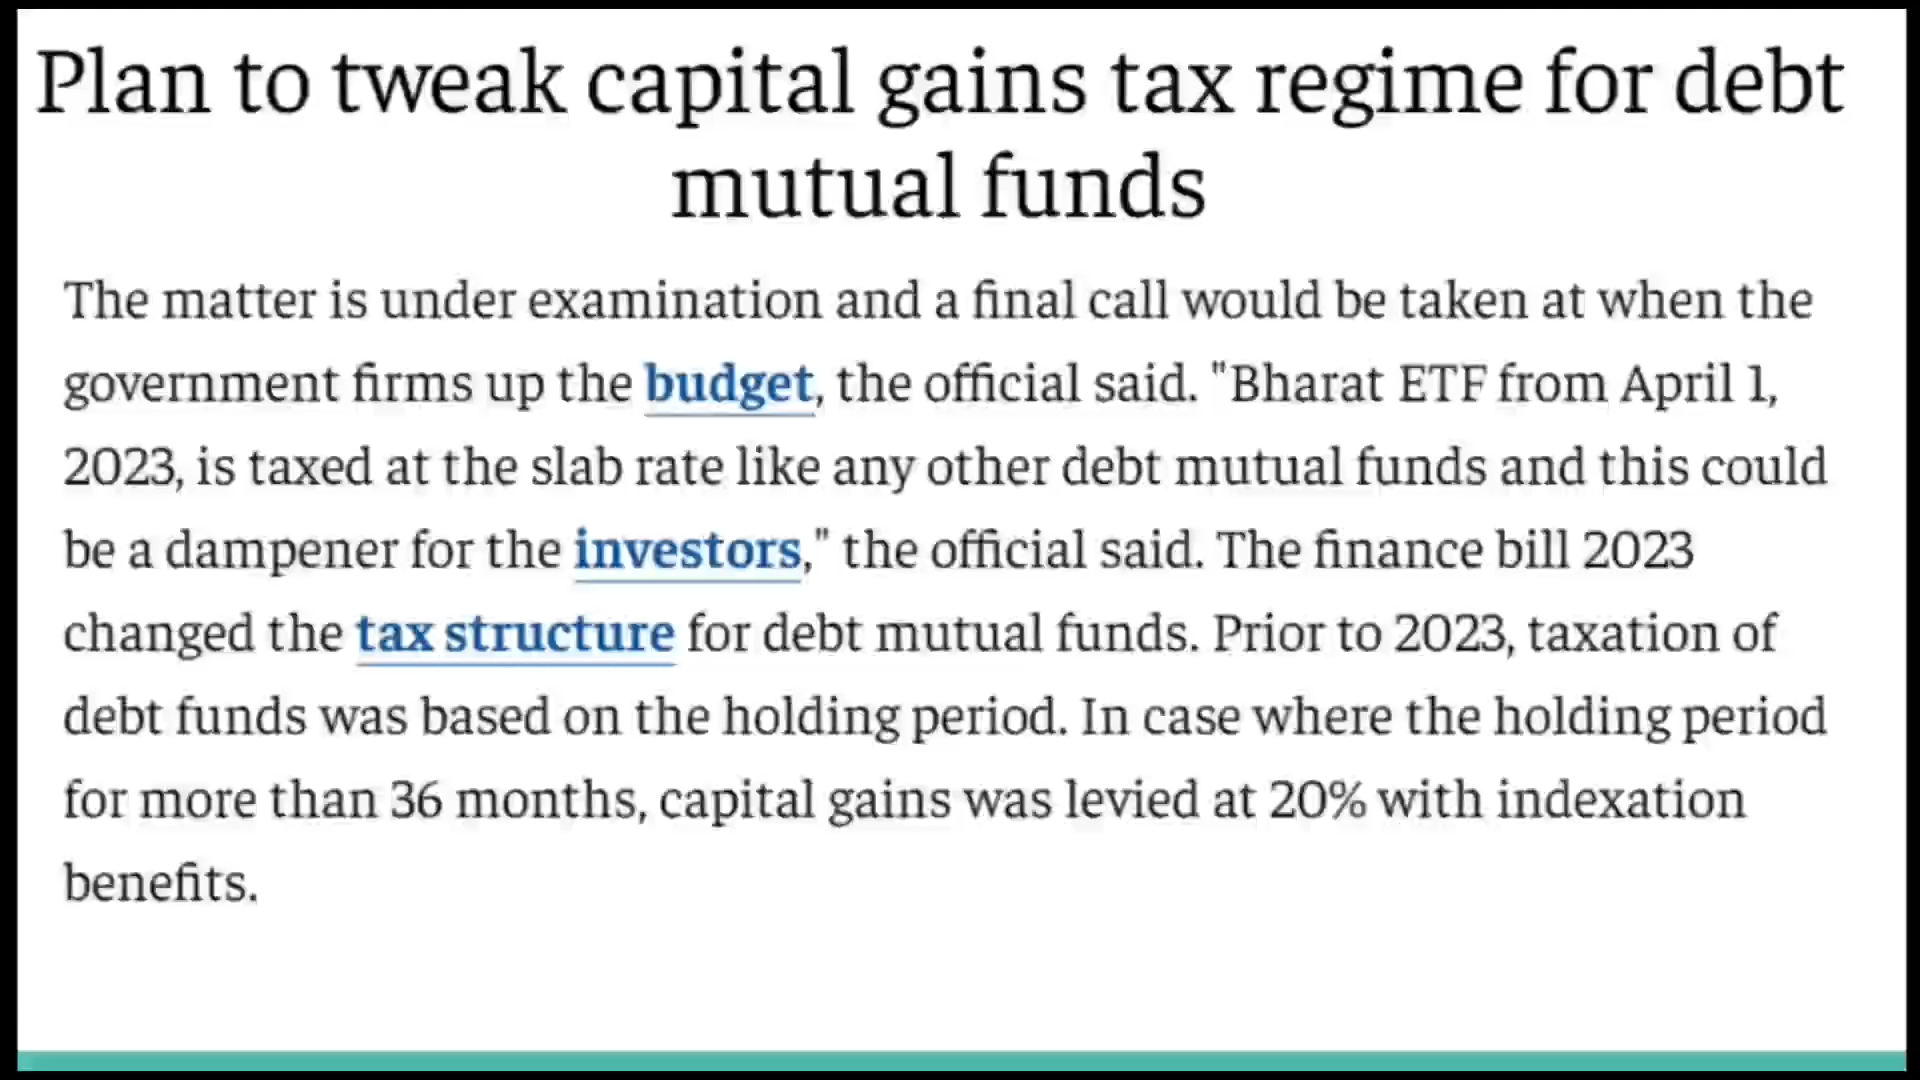 Plan to tweak capital gains tax regime for debt
mutual funds
The matter is under examination and a final call would be taken at when the
government firms up the budget, the official said. "Bharat ETF from April 1,
2023, is taxed at the slab rate like any other debt mutual funds and this could
be a dampener for the investors," the official said. The finance bill 2023
changed the tax structure for debt mutual funds. Prior to 2023, taxation of
debt funds was based on the holding period. In case where the holding period
for more than 36 months, capital gains was levied at 20% with indexation
benefits.